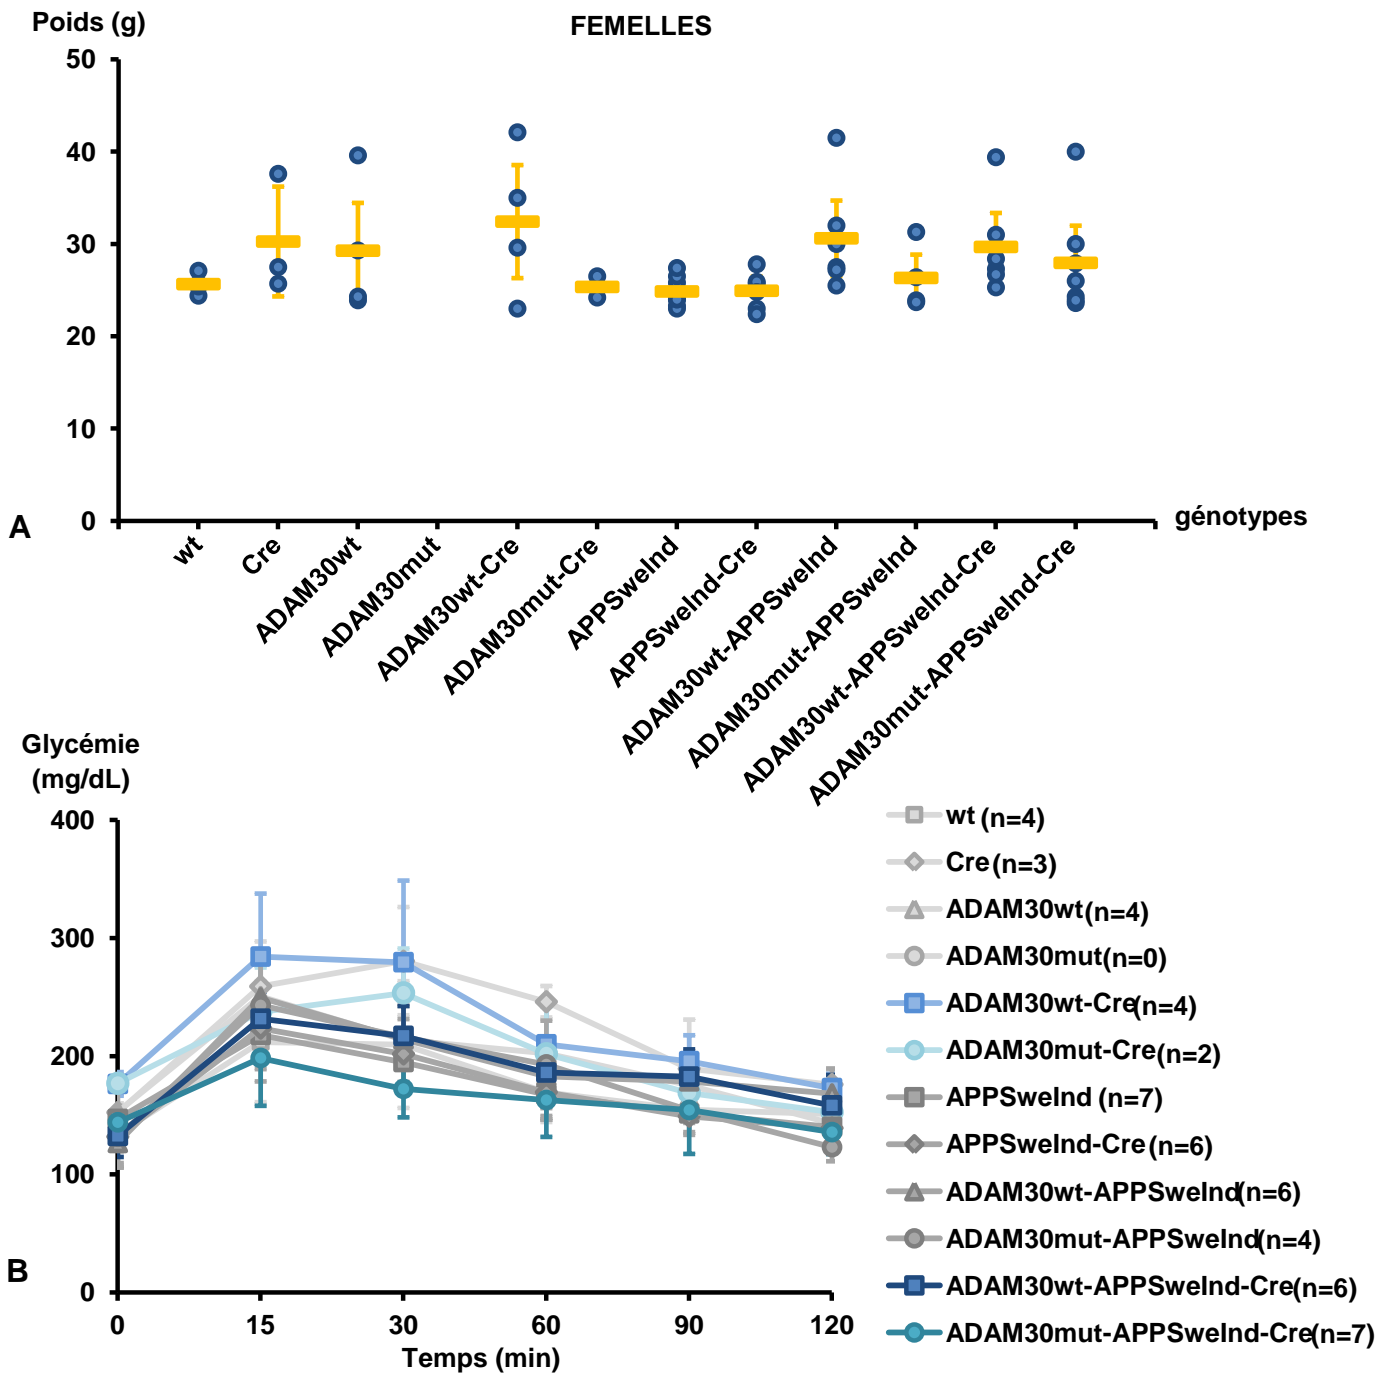 Poids (g)
FEMELLES
50
40
30
20
10
0
A
génotypes
wt
Cre
ADAM30wt
ADAM30mut
ADAM30wt-Cre
ADAM30mut-Cre
APPSweInd
APPSweInd-Cre
ADAM30wt-APPSweInd
ADAM30mut-APPSweInd
ADAM30wt-APPSweInd-Cre
ADAM30mut-APPSweInd-Cre
Glycémie
(mg/dL)
400
300
200
100
0
B
0 15 30 60 90 120
Temps (min)
wt (n=4)
Cre (n=3)
ADAM30wt (n=4)
ADAM30mut (n=0)
ADAM30wt-Cre (n=4)
ADAM30mut-Cre (n=2)
APPSweInd (n=7)
APPSweInd-Cre (n=6)
ADAM30wt-APPSweInd (n=6)
ADAM30mut-APPSweInd (n=4)
ADAM30wt-APPSweInd-Cre (n=6)
ADAM30mut-APPSweInd-Cre (n=7)